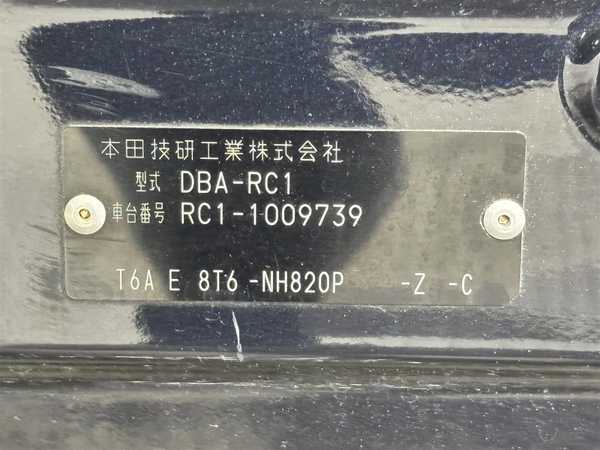 本田技研工業株式会社
型式 DBA-RC1
車台番号 RC1-1009739
T6A E 8T6 -NH820P -Z -C